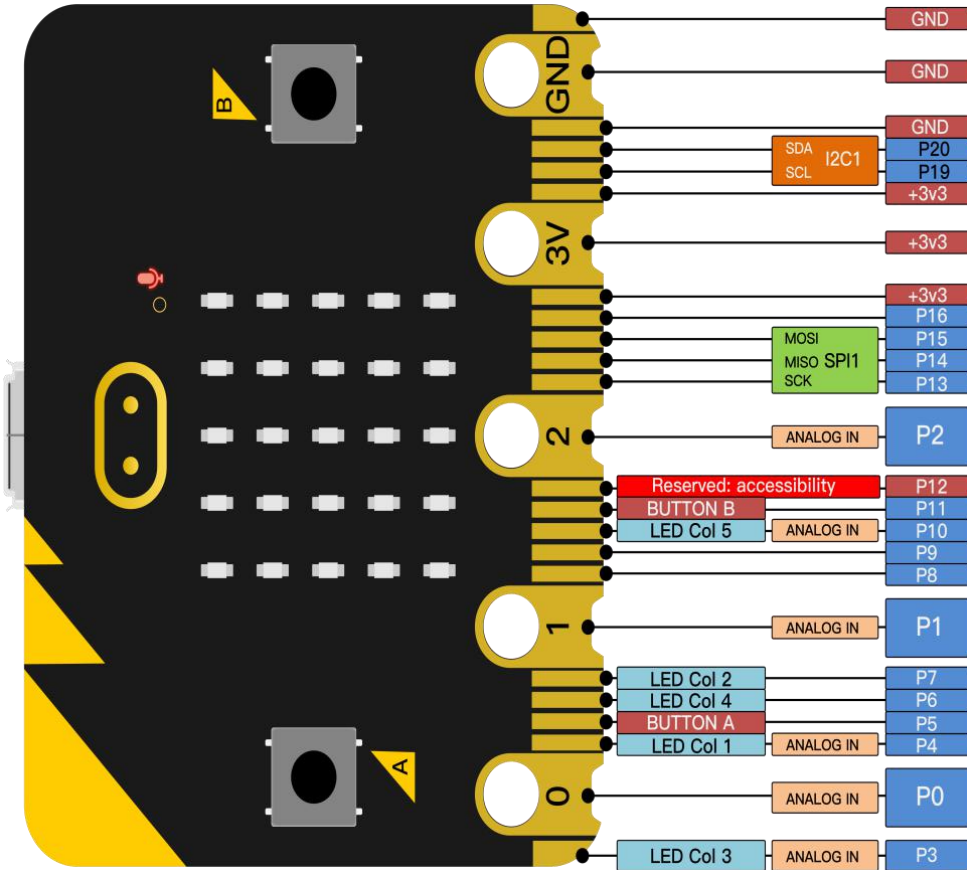 GND
GND
GND
GND
B
SDA I2C1 P20
SCL P19
+3v3
3V +3v3
+3v3
P16
MOSI P15
MISO SPI1 P14
SCK P13
2 ANALOG IN P2
Reserved: accessibility P12
BUTTON B P11
LED Col 5 ANALOG IN P10
P9
P8
1 ANALOG IN P1
LED Col 2 P7
LED Col 4 P6
BUTTON A P5
LED Col 1 ANALOG IN P4
A
0 ANALOG IN P0
LED Col 3 ANALOG IN P3